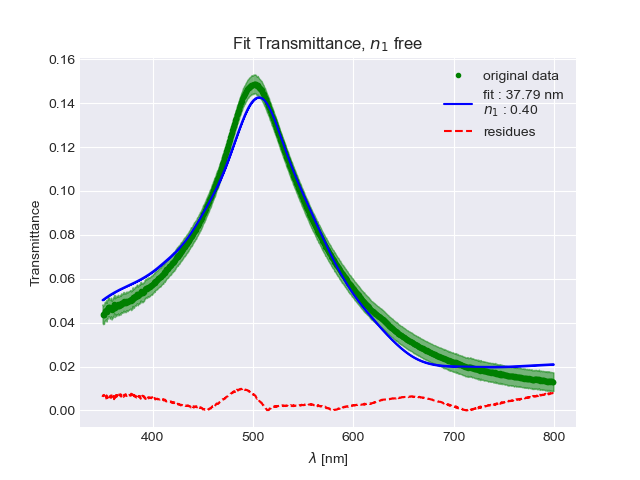 Fit Transmittance, n₁ free
0.16
0.14
0.12
0.10
0.08
0.06
0.04
0.02
0.00
Transmittance
original data
fit : 37.79 nm
n₁ : 0.40
residues
400
500
600
700
800
λ [nm]